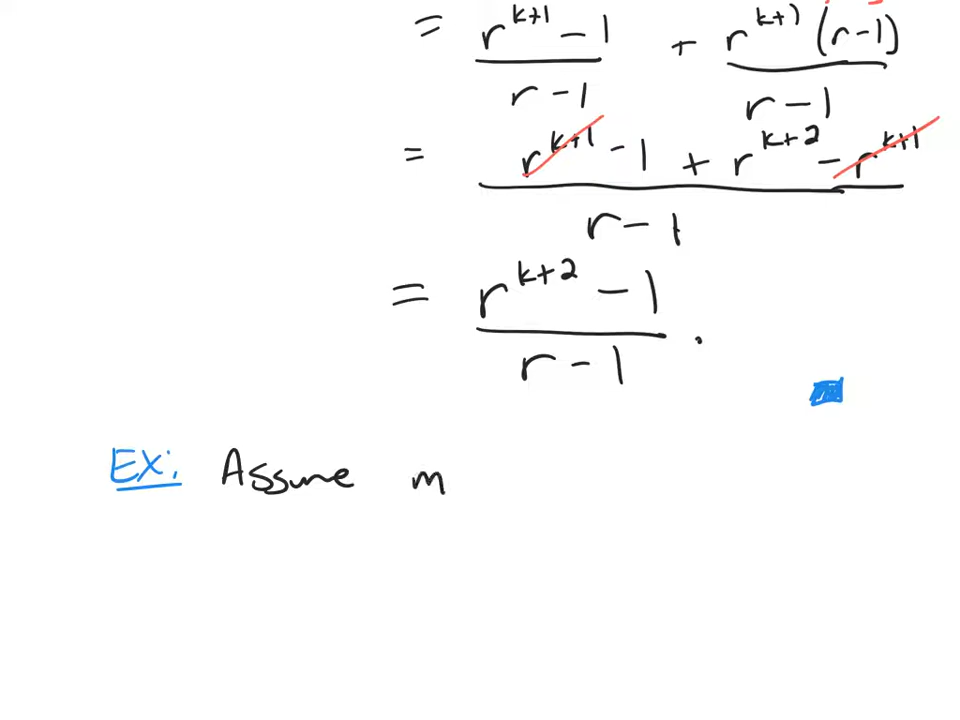 = (r^{k+1} - 1)/(r - 1) + (r^{k+1} (r-1))/(r - 1)
= (r^{k+1} - 1 + r^{k+2} - r^{k+1})/(r - 1)
= (r^{k+2} - 1)/(r - 1) .
EX: Assume m